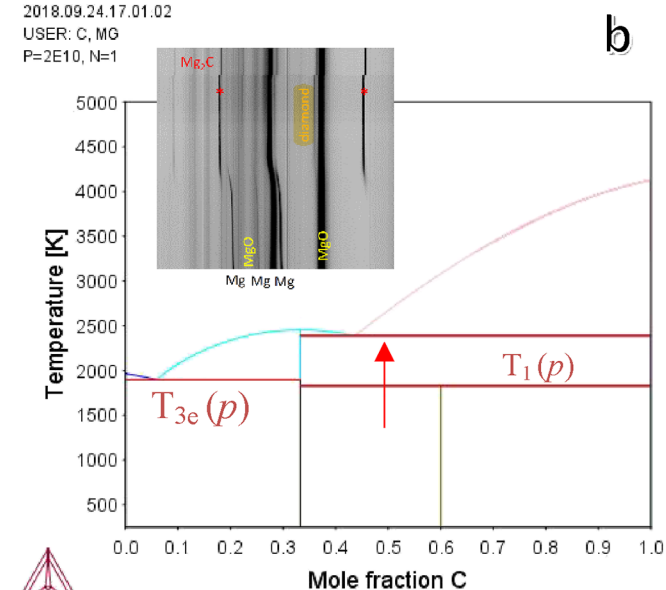 2018.09.24.17.01.02
USER: C, MG
P=2E10, N=1
b
Mg₂C
*
*
diamond
MgO
MgO
Mg Mg Mg
5000
4500
4000
3500
3000
2500
2000
1500
1000
500
Temperature [K]
T₁(p)
T₃ₑ(p)
0.0 0.1 0.2 0.3 0.4 0.5 0.6 0.7 0.8 0.9 1.0
Mole fraction C